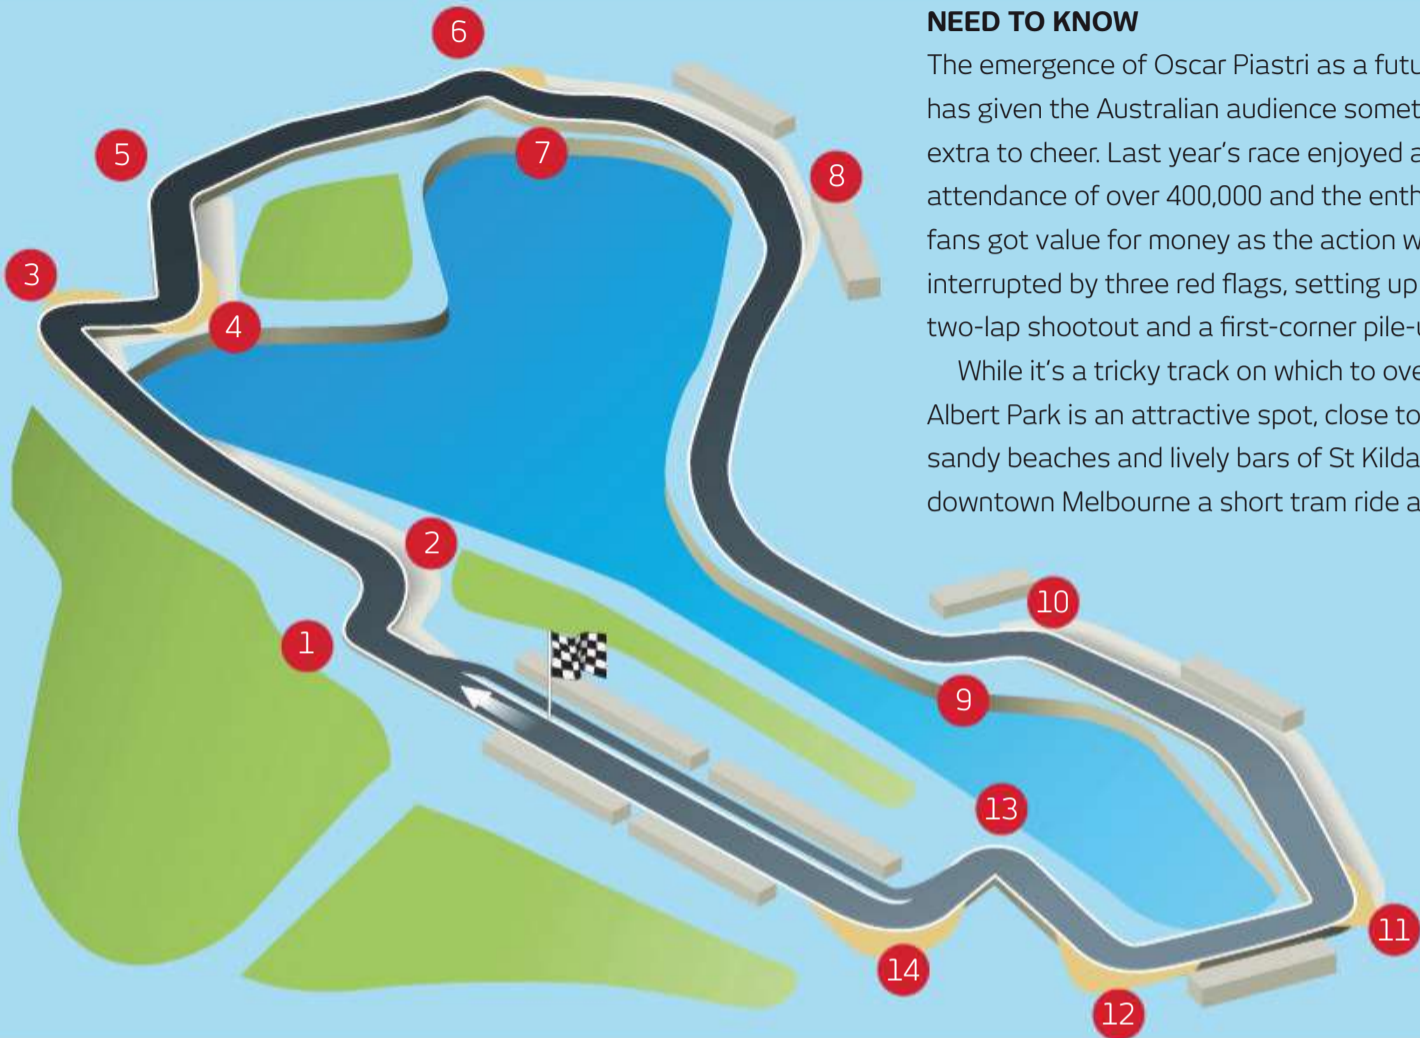 NEED TO KNOW
The emergence of Oscar Piastri as a futu
has given the Australian audience somet
extra to cheer. Last year's race enjoyed a
attendance of over 400,000 and the enth
fans got value for money as the action w
interrupted by three red flags, setting up
two-lap shootout and a first-corner pile-u
While it's a tricky track on which to ove
Albert Park is an attractive spot, close to
sandy beaches and lively bars of St Kilda
downtown Melbourne a short tram ride a
6
5
7
8
3
4
2
10
1
9
13
11
14
12